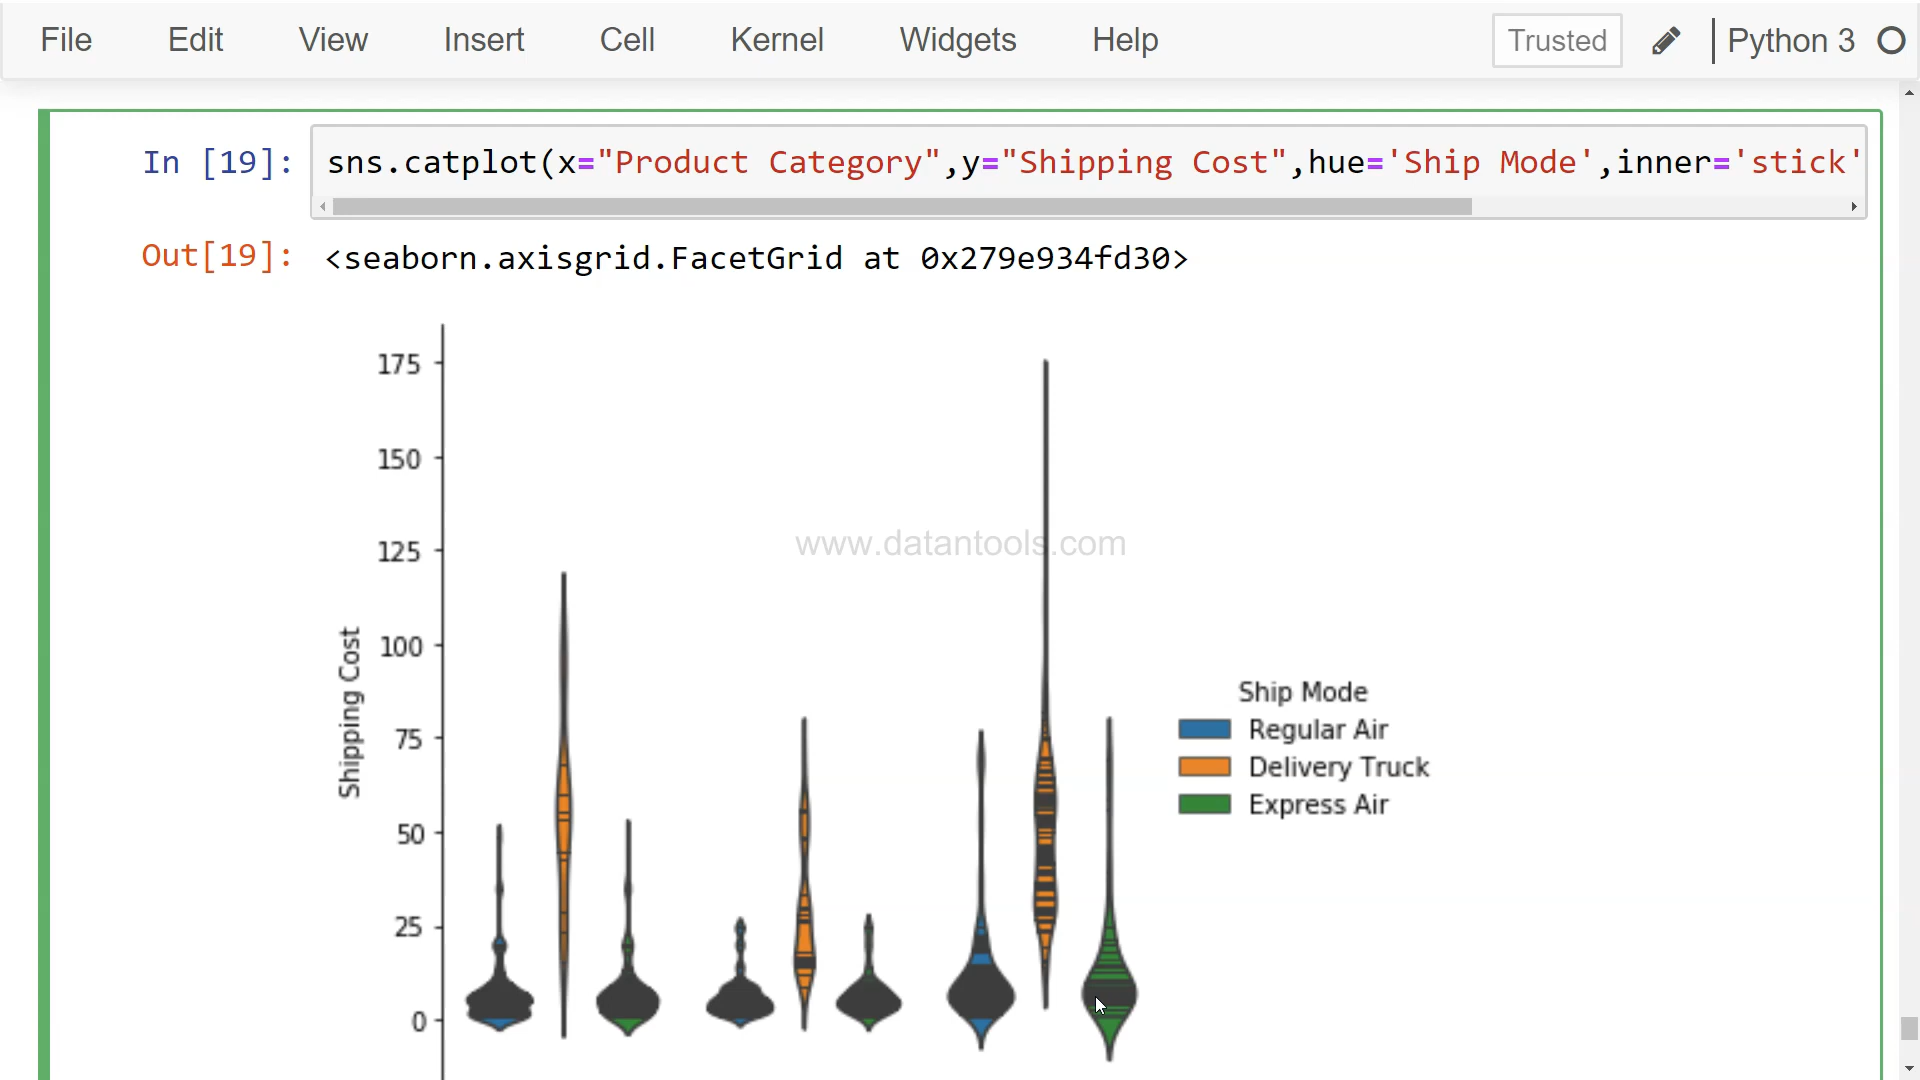 File Edit View Insert Cell Kernel Widgets Help Trusted Python 3
In [19]: sns.catplot(x="Product Category",y="Shipping Cost",hue='Ship Mode',inner='stick'
Out[19]: <seaborn.axisgrid.FacetGrid at 0x279e934fd30>
175
150
www.datantools.com
125
100
Shipping Cost
75
50
25
0
Ship Mode
Regular Air
Delivery Truck
Express Air